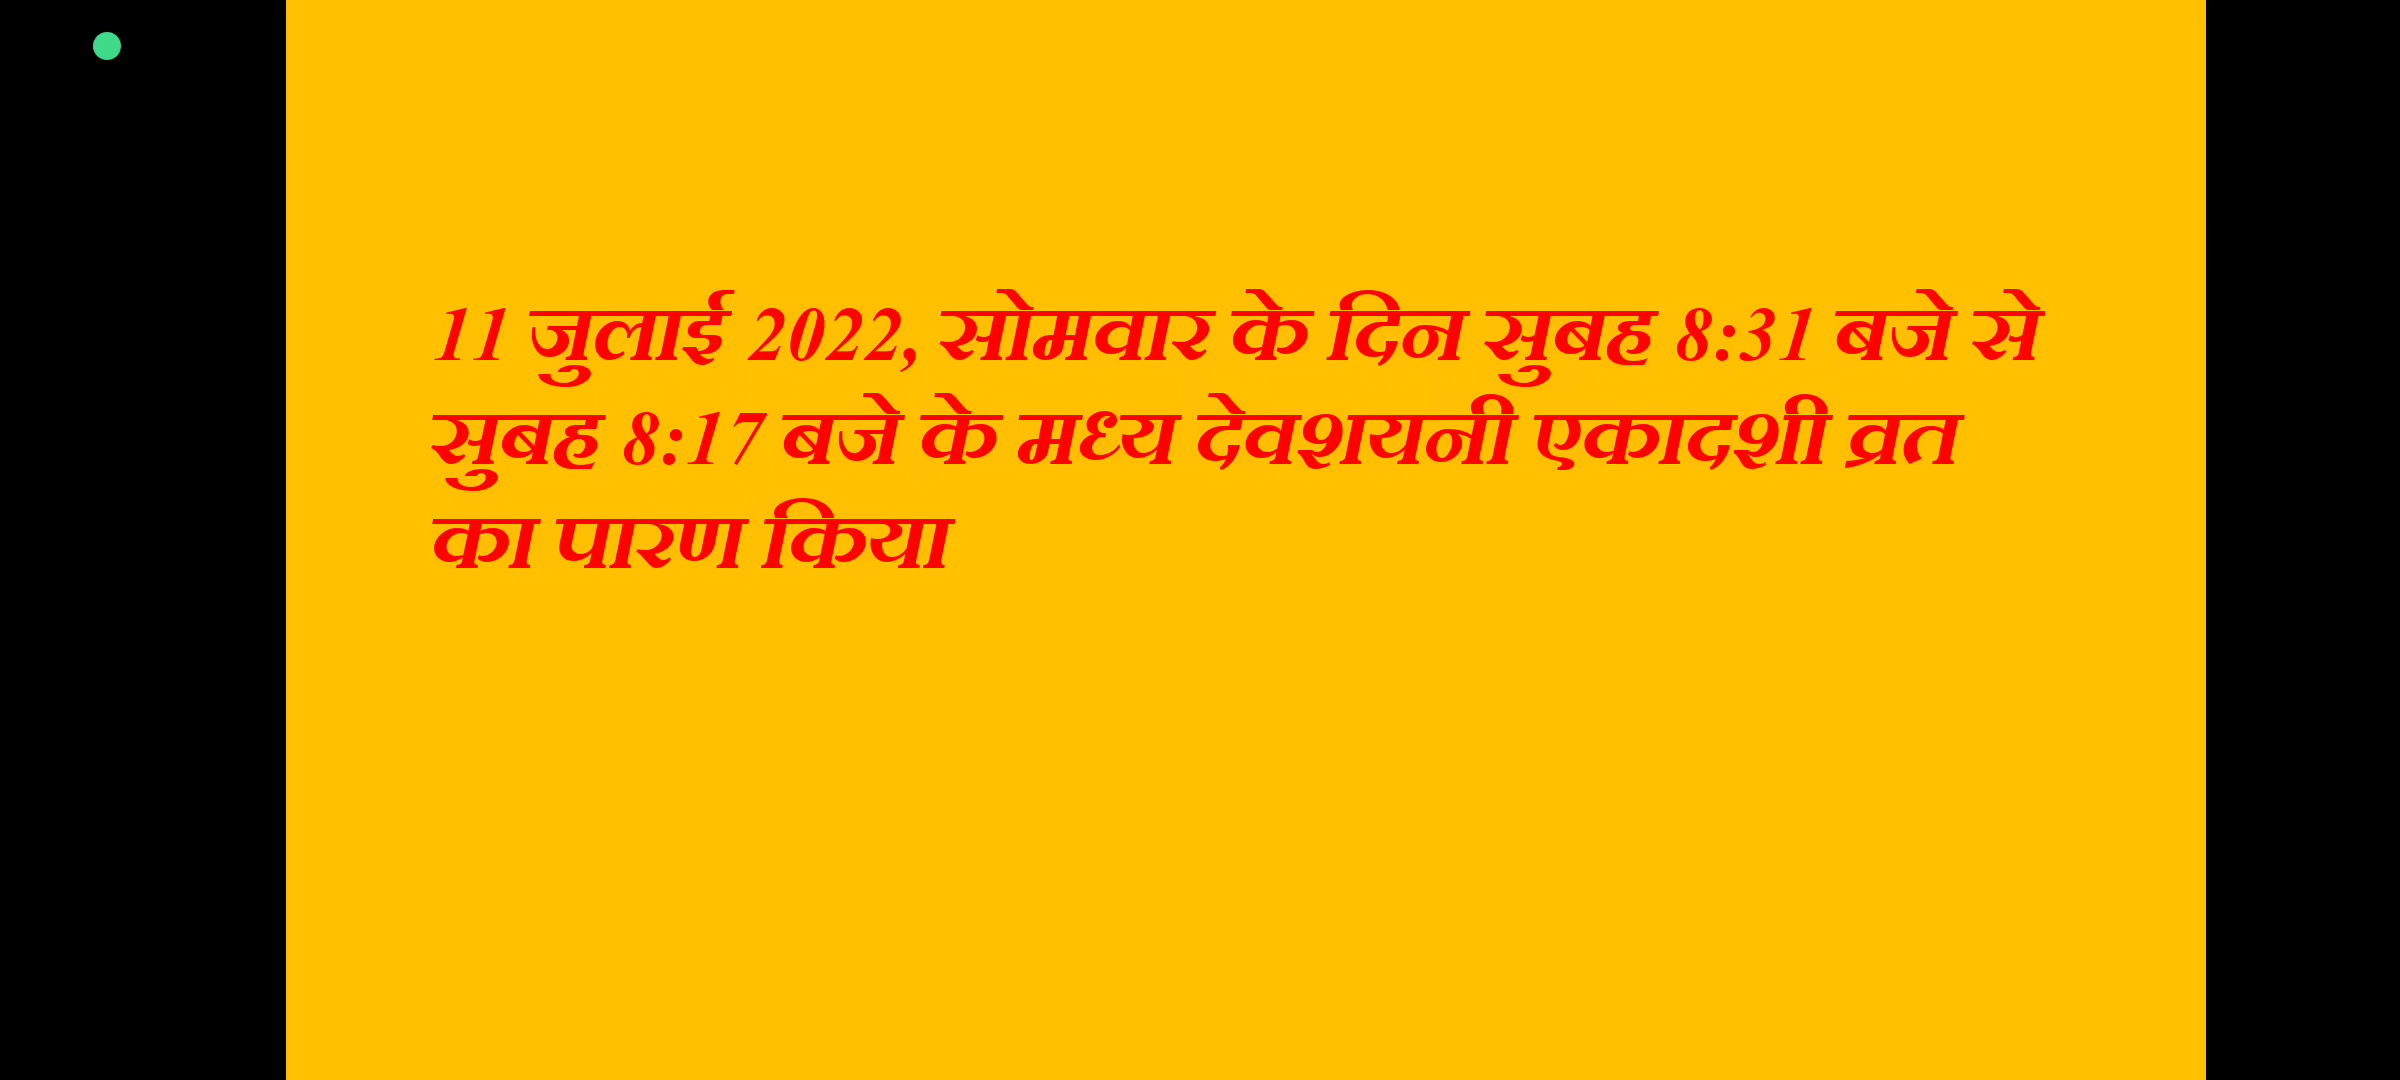 11 जुलाई 2022, सोमवार के दिन सुबह 8:31 बजे से
सुबह 8:17 बजे के मध्य देवशयनी एकादशी व्रत
का पारण किया